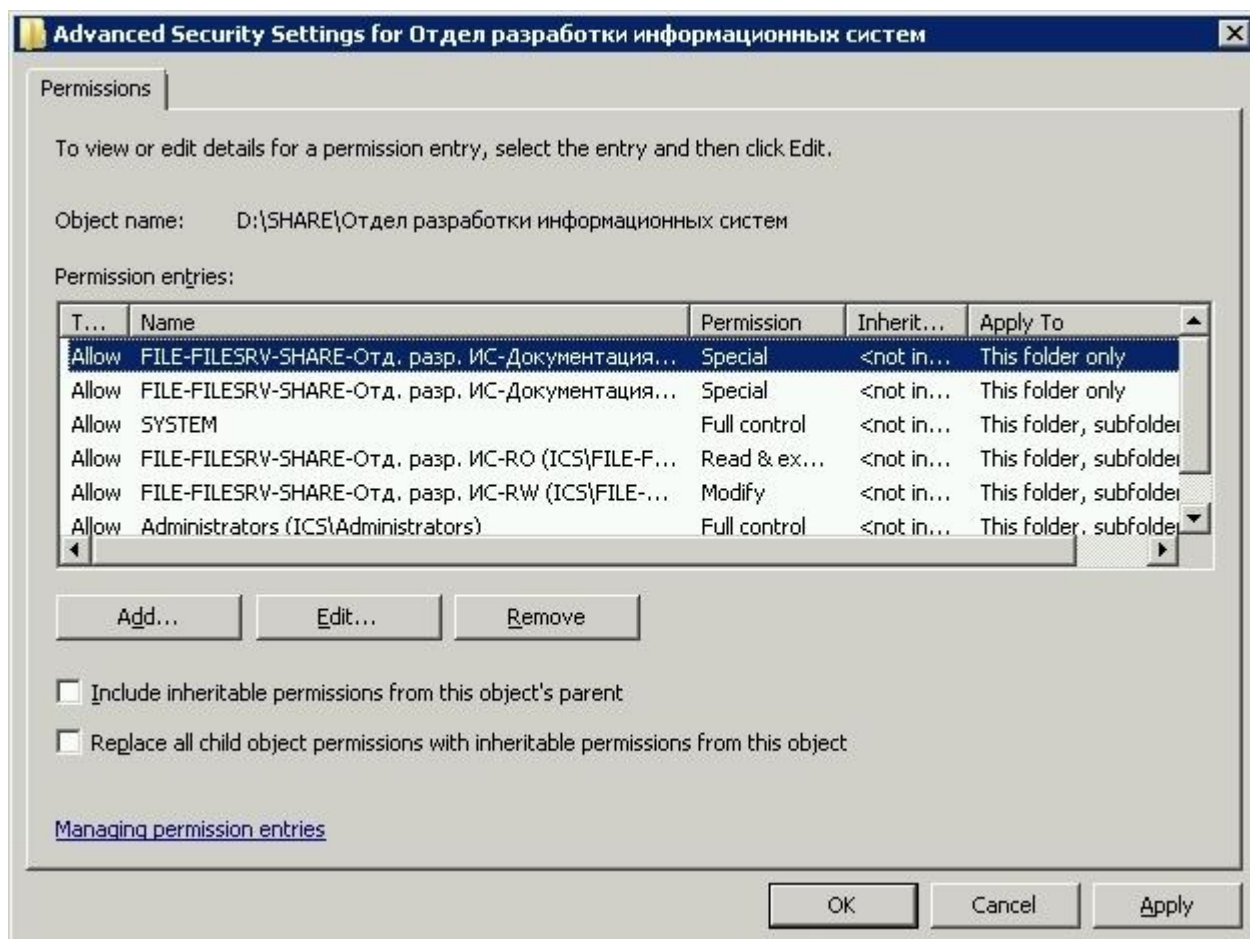 Advanced Security Settings for Отдел разработки информационных систем
Permissions
To view or edit details for a permission entry, select the entry and then click Edit.
Object name: D:\SHARE\Отдел разработки информационных систем
Permission entries:
T... Name Permission Inherit... Apply To
Allow FILE-FILESRV-SHARE-Отд. разр. ИС-Документация... Special <not in... This folder only
Allow FILE-FILESRV-SHARE-Отд. разр. ИС-Документация... Special <not in... This folder only
Allow SYSTEM Full control <not in... This folder, subfolder
Allow FILE-FILESRV-SHARE-Отд. разр. ИС-RO (ICS\FILE-F... Read & ex... <not in... This folder, subfolder
Allow FILE-FILESRV-SHARE-Отд. разр. ИС-RW (ICS\FILE-... Modify <not in... This folder, subfolder
Allow Administrators (ICS\Administrators) Full control <not in... This folder, subfolder
Add... Edit... Remove
Include inheritable permissions from this object's parent
Replace all child object permissions with inheritable permissions from this object
Managing permission entries
OK Cancel Apply